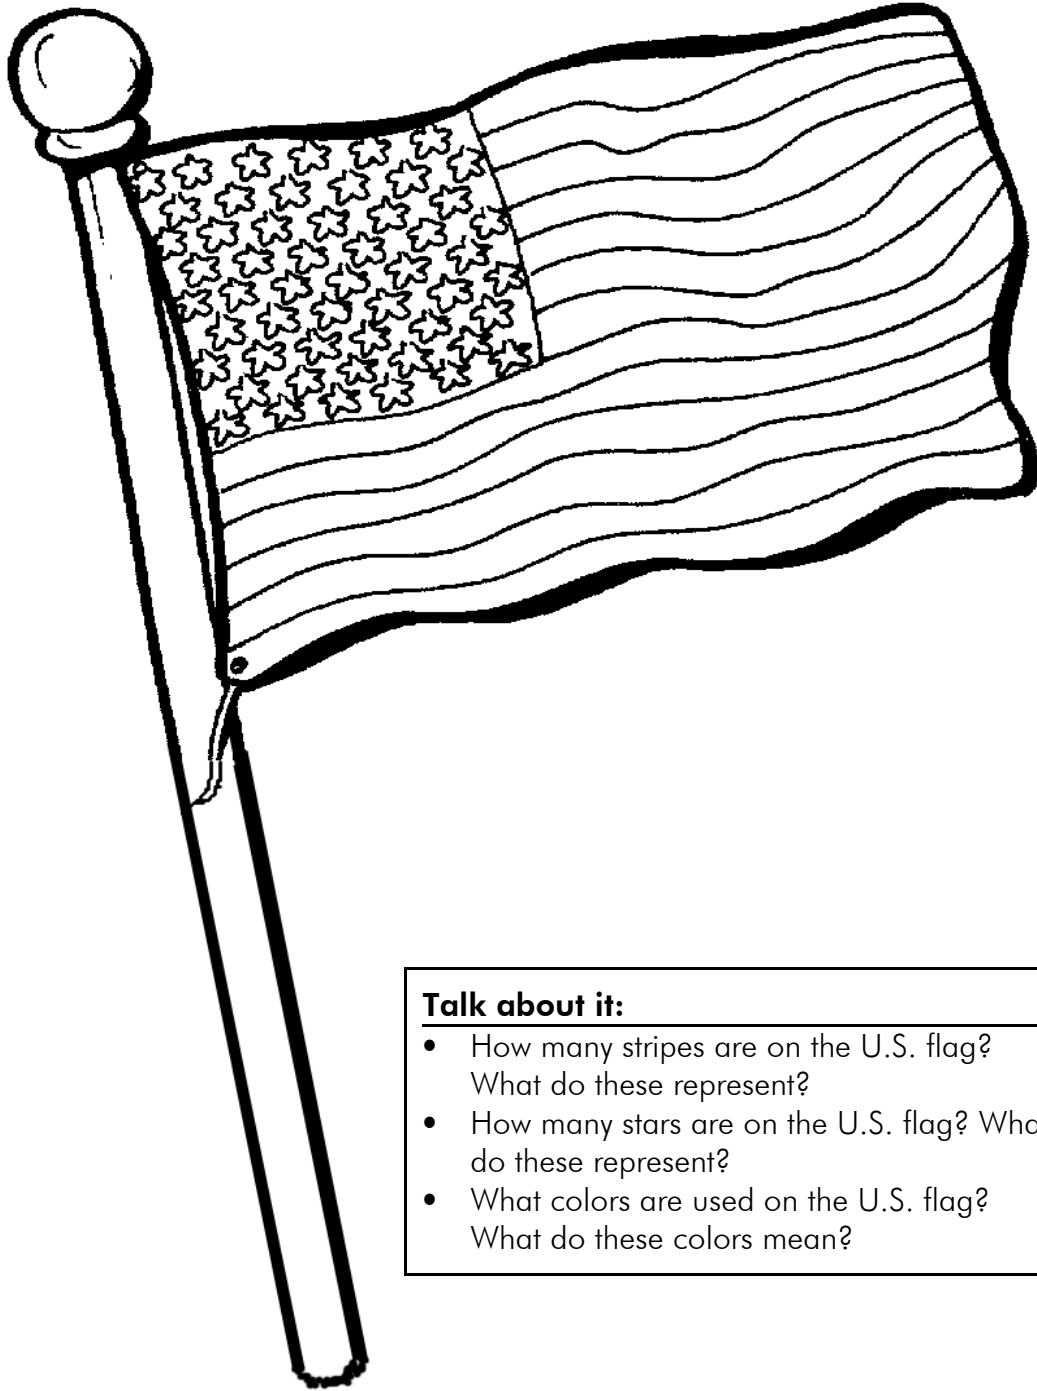 Talk about it:
• How many stripes are on the U.S. flag?
What do these represent?
• How many stars are on the U.S. flag? Wha
do these represent?
• What colors are used on the U.S. flag?
What do these colors mean?